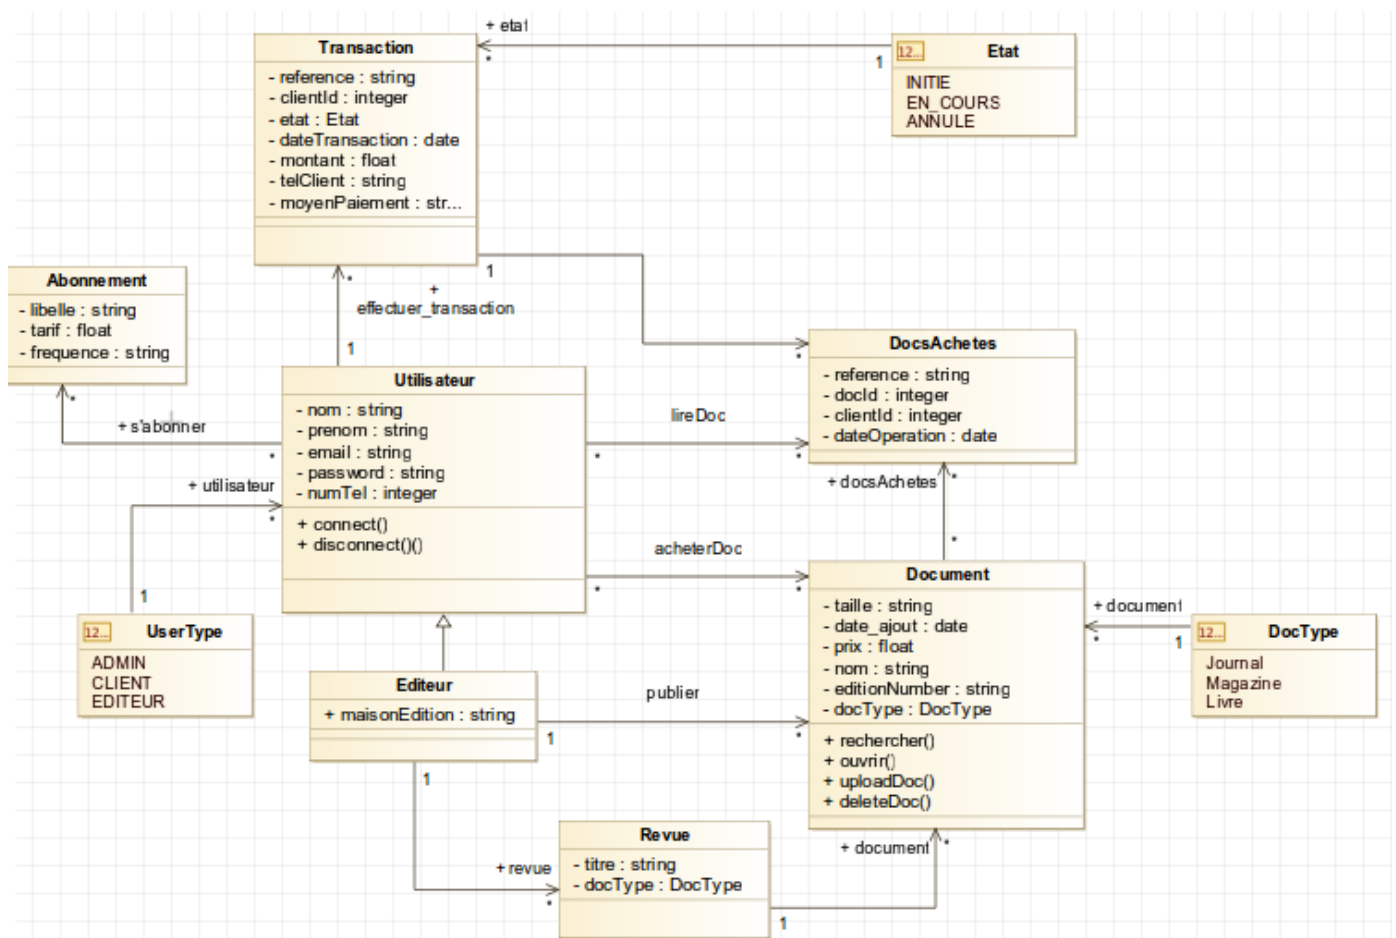 + etat
Transaction
- reference : string
- clientId : integer
- etat : Etat
- dateTransaction : date
- montant : float
- telClient : string
- moyenPaiement : str...
*
1
12...
Etat
INITIE
EN_COURS
ANNULE
1
*
+
effectuer_transaction
1
Abonnement
- libelle : string
- tarif : float
- frequence : string
*
+ s'abonner
*
DocsAchetes
- reference : string
- docId : integer
- clientId : integer
- dateOperation : date
*
Utilisateur
- nom : string
- prenom : string
- email : string
- password : string
- numTel : integer
+ connect()
+ disconnect()()
lireDoc
*
*
+ utilisateur
*
1
+ docsAchetes
*
*
acheterDoc
*
*
12...
UserType
ADMIN
CLIENT
EDITEUR
Document
- taille : string
- date_ajout : date
- prix : float
- nom : string
- editionNumber : string
- docType : DocType
+ rechercher()
+ ouvrir()
+ uploadDoc()
+ deleteDoc()
+ document
*
1
12...
DocType
Journal
Magazine
Livre
Editeur
+ maisonEdition : string
publier
1
*
1
+ revue
*
Revue
- titre : string
- docType : DocType
+ document
*
1